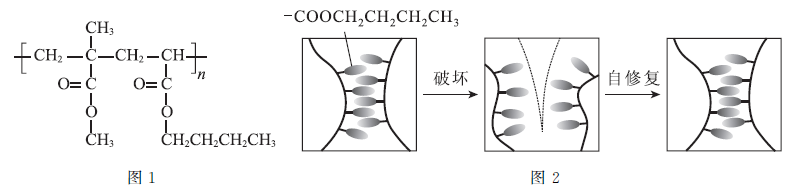 CH₃
[CH₂—C—CH₂—CH]ₙ
O=C O=C
O O
CH₃ CH₂CH₂CH₂CH₃
图 1
—COOCH₂CH₂CH₂CH₃
破坏
自修复
图 2